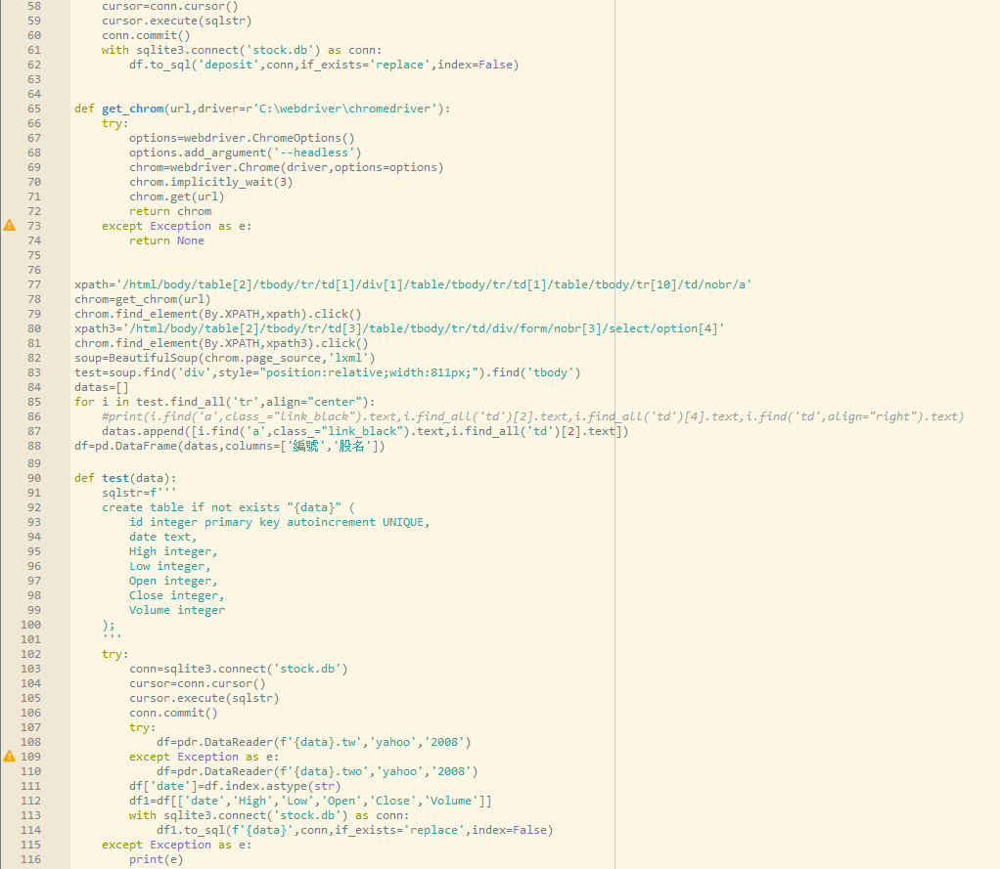 58 cursor=conn.cursor()
59 cursor.execute(sqlstr)
60 conn.commit()
61 with sqlite3.connect('stock.db') as conn:
62 df.to_sql('deposit',conn,if_exists='replace',index=False)
63
64
65 def get_chrom(url,driver=r'C:\webdriver\chromedriver'):
66 try:
67 options=webdriver.ChromeOptions()
68 options.add_argument('--headless')
69 chrom=webdriver.Chrome(driver,options=options)
70 chrom.implicitly_wait(3)
71 chrom.get(url)
72 return chrom
73 except Exception as e:
74 return None
75
76
77 xpath='/html/body/table[2]/tbody/tr/td[1]/div[1]/table/tbody/tr/td[1]/table/tbody/tr[10]/td/nobr/a'
78 chrom=get_chrom(url)
79 chrom.find_element(By.XPATH,xpath).click()
80 xpath3='/html/body/table[2]/tbody/tr/td[3]/table/tbody/tr/td/div/form/nobr[3]/select/option[4]'
81 chrom.find_element(By.XPATH,xpath3).click()
82 soup=BeautifulSoup(chrom.page_source,'lxml')
83 test=soup.find('div',style="position:relative;width:811px;").find('tbody')
84 datas=[]
85 for i in test.find_all('tr',align="center"):
86 #print(i.find('a',class_="link_black").text,i.find_all('td')[2].text,i.find_all('td')[4].text,i.find('td',align="right").text)
87 datas.append([i.find('a',class_="link_black").text,i.find_all('td')[2].text])
88 df=pd.DataFrame(datas,columns=['編號','股名'])
89
90 def test(data):
91 sqlstr=f'''
92 create table if not exists "{data}" (
93 id integer primary key autoincrement UNIQUE,
94 date text,
95 High integer,
96 Low integer,
97 Open integer,
98 Close integer,
99 Volume integer
100 );
101 '''
102 try:
103 conn=sqlite3.connect('stock.db')
104 cursor=conn.cursor()
105 cursor.execute(sqlstr)
106 conn.commit()
107 try:
108 df=pdr.DataReader(f'{data}.tw','yahoo','2008')
109 except Exception as e:
110 df=pdr.DataReader(f'{data}.two','yahoo','2008')
111 df['date']=df.index.astype(str)
112 df1=df[['date','High','Low','Open','Close','Volume']]
113 with sqlite3.connect('stock.db') as conn:
114 df1.to_sql(f'{data}',conn,if_exists='replace',index=False)
115 except Exception as e:
116 print(e)